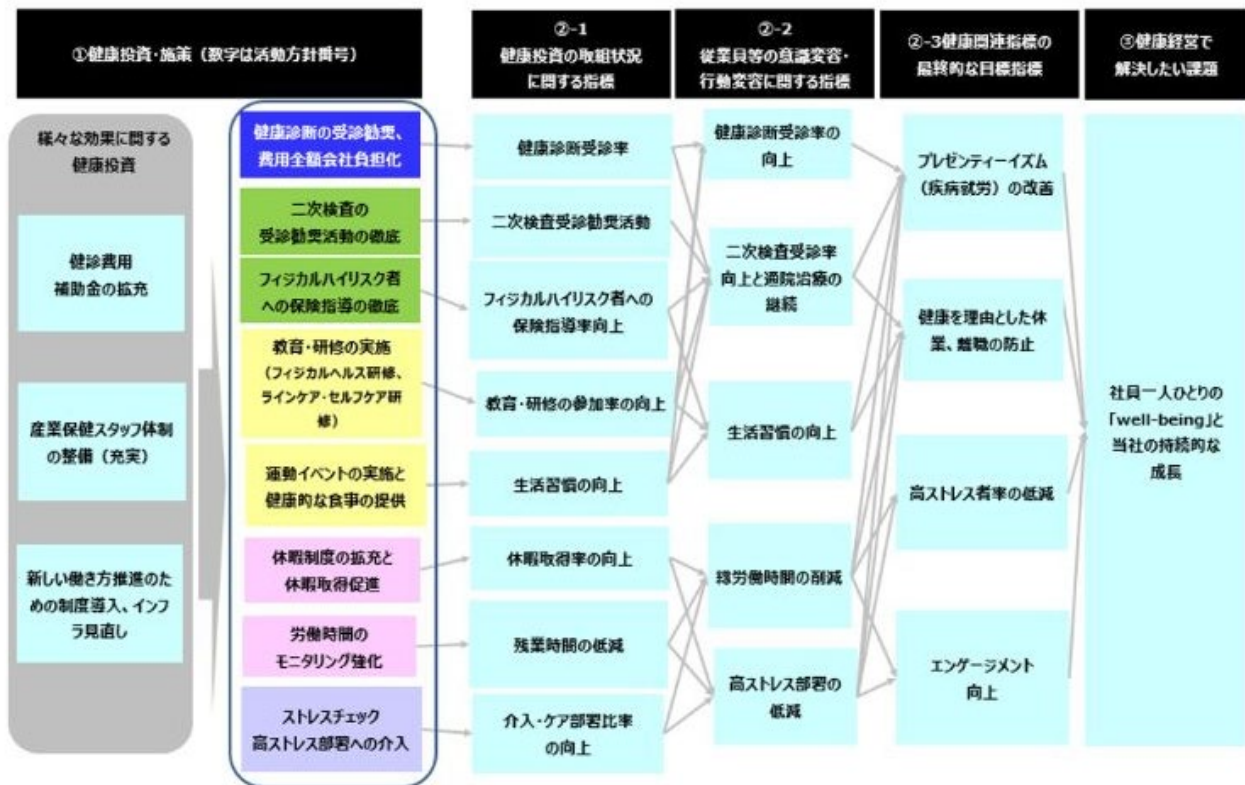 ①健康投資・施策（数字は活動方針番号）
②-1
健康投資の取組状況
に関する指標
②-2
従業員等の意識変容・
行動変容に関する指標
②-3健康関連指標の
最終的な目標指標
③健康経営で
解決したい課題
様々な効果に関する
健康投資
健診費用
補助金の拡充
産業保健スタッフ体制
の整備（充実）
新しい働き方推進のた
めの制度導入、インフ
ラ見直し
健康診断の受診勧奨、
費用全額会社負担化
二次検査の
受診勧奨活動の徹底
フィジカルハイリスク者
への保険指導の徹底
教育・研修の実施
（フィジカルヘルス研修、
ラインケア・セルフケア研
修）
運動イベントの実施と
健康的な食事の提供
休暇制度の拡充と
休暇取得促進
労働時間の
モニタリング強化
ストレスチェック
高ストレス部署への介入
健康診断受診率
二次検査受診勧奨活動
フィジカルハイリスク者への
保険指導率向上
教育・研修の参加率の向上
生活習慣の向上
休暇取得率の向上
残業時間の低減
介入・ケア部署比率
の向上
健康診断受診率の
向上
二次検査受診率
向上と通院治療の
継続
生活習慣の向上
総労働時間の削減
高ストレス部署の
低減
プレゼンティーイズム
（疾病就労）の改善
健康を理由とした休
業、離職の防止
高ストレス者率の低減
エンゲージメント
向上
社員一人ひとりの
「well-being」と
当社の持続的な
成長